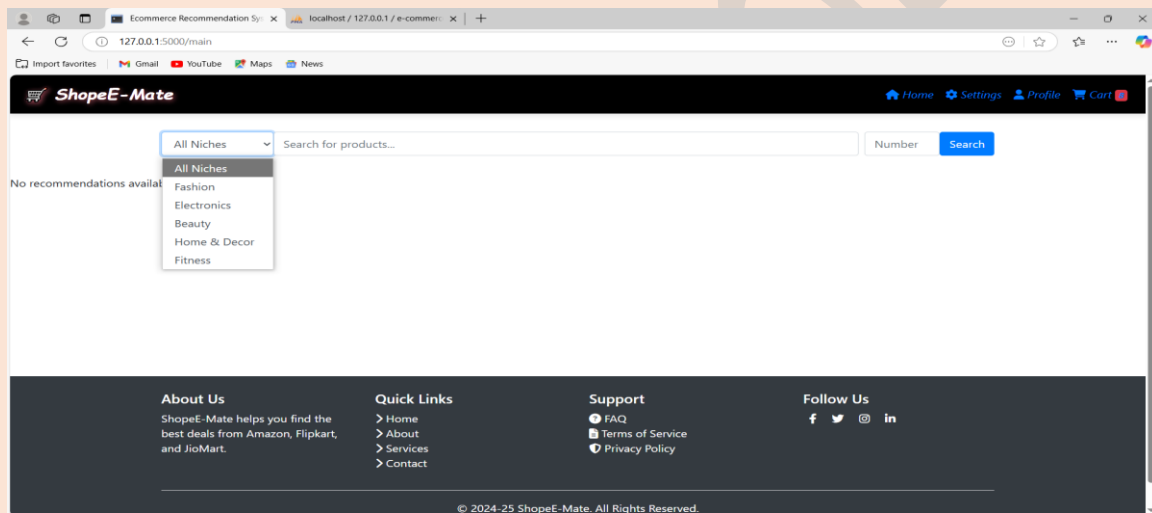 Ecommerce Recommendation Sy
localhost / 127.0.0.1 / e-commerc
127.0.0.1:5000/main
Import favorites Gmail YouTube Maps News
ShopeE-Mate Home Settings Profile Cart
All Niches Search for products... Number Search
All Niches
No recommendations availab
Fashion
Electronics
Beauty
Home & Decor
Fitness
About Us Quick Links Support Follow Us
ShopeE-Mate helps you find the > Home FAQ
best deals from Amazon, Flipkart, > About Terms of Service
and JioMart. > Services Privacy Policy
> Contact
© 2024-25 ShopeE-Mate. All Rights Reserved.